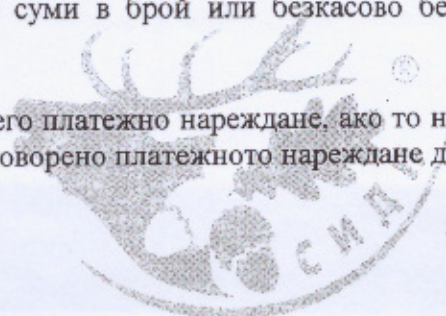 суми в брой или безкасово бе
его платежно нареждане, ако то н
оворено платежното нареждане д
СИД